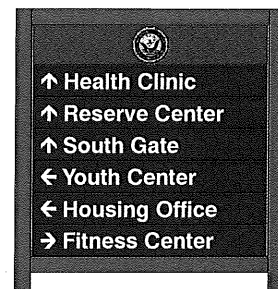 ↑ Health Clinic
↑ Reserve Center
↑ South Gate
← Youth Center
← Housing Office
→ Fitness Center